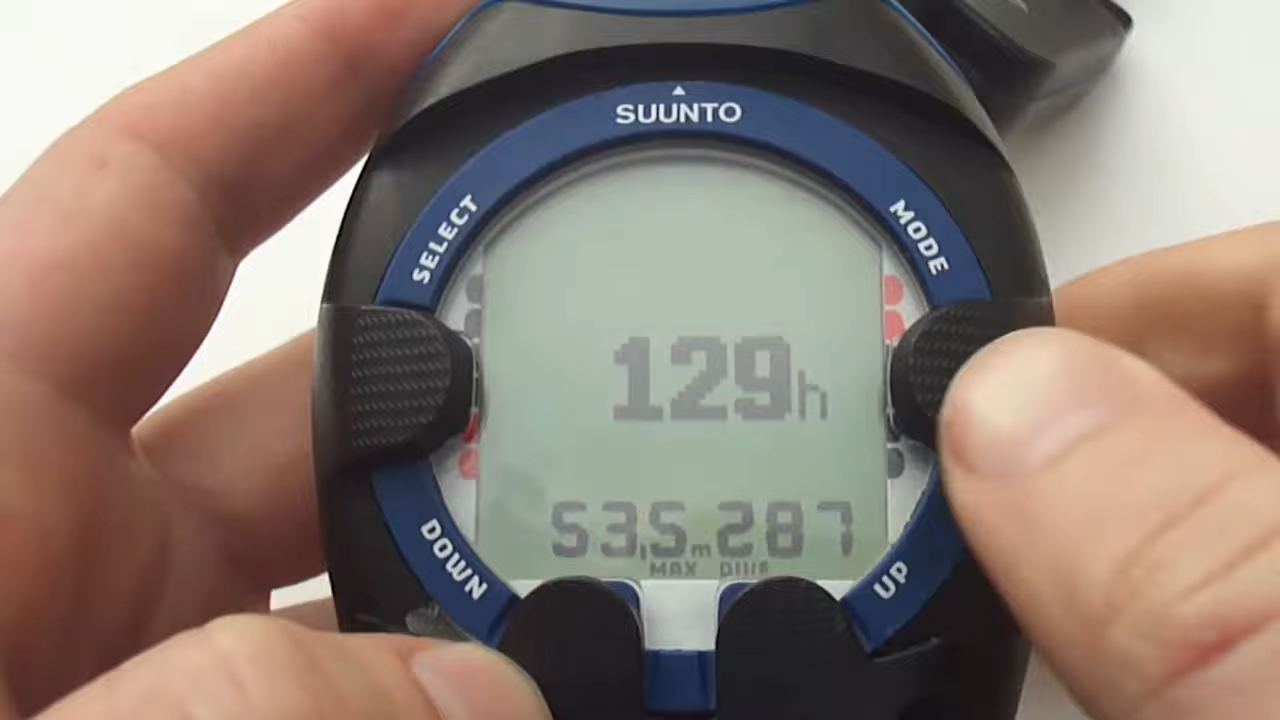 SUUNTO
SELECT
MODE
129h
53,5m 287
MAX DIVE
DOWN
UP